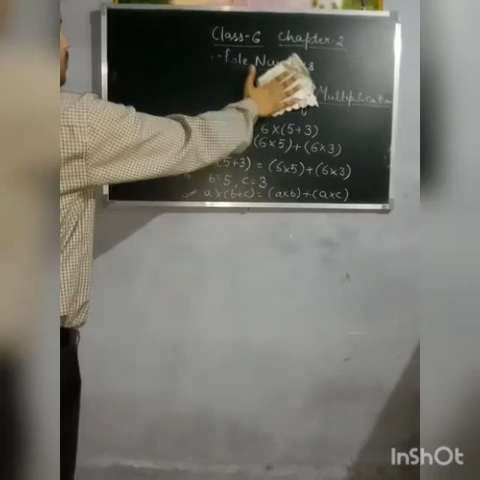 Class-6 Chapter-2
Multiplication
6×(5+3)
(6×5)+(6×3)
(5+3) = (6×5)+(6×3)
b=5, c=3
a×(b+c)=(a×b)+(a×c)
InShOt